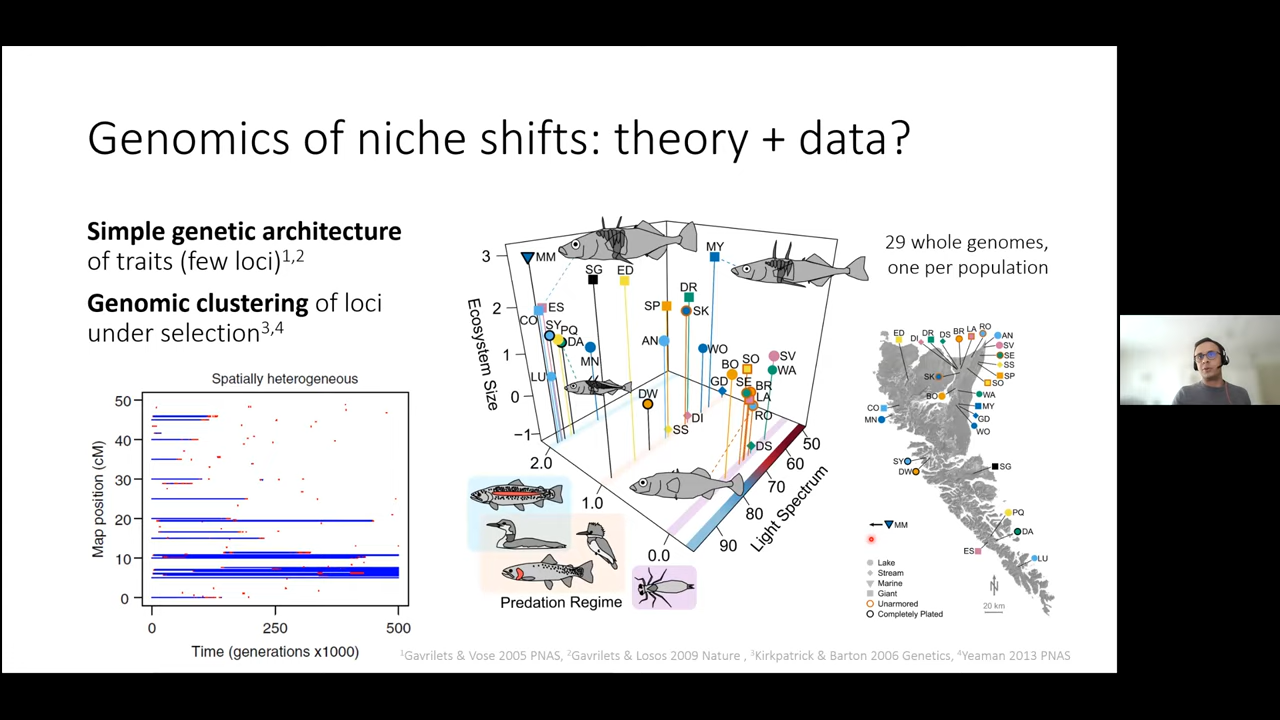 Genomics of niche shifts: theory + data?
Simple genetic architecture
of traits (few loci)1,2
Genomic clustering of loci
under selection3,4
Spatially heterogeneous
Map position (cM)
50
40
30
20
10
0
0
250
500
Time (generations x1000)
Ecosystem Size
3
2
1
0
−1
MM
SG
ED
MY
ES
CO
SY
PQ
DA
MN
LU
SP
DR
SK
AN
WO
DW
SS
DI
GD
BO
SO
SE
BR
LA
RO
SV
WA
DS
2.0
1.0
0.0
Predation Regime
50
60
70
80
90
Light Spectrum
29 whole genomes,
one per population
ED
DI
DR
DS
BR
LA
RO
AN
SV
SE
SS
SP
SO
SK
BO
WA
CO
MY
MN
GD
WO
SY
DW
SG
PQ
MM
DA
ES
LU
Lake
Stream
Marine
Giant
Unarmored
Completely Plated
N
20 km
1Gavrilets & Vose 2005 PNAS, 2Gavrilets & Losos 2009 Nature , 3Kirkpatrick & Barton 2006 Genetics, 4Yeaman 2013 PNAS